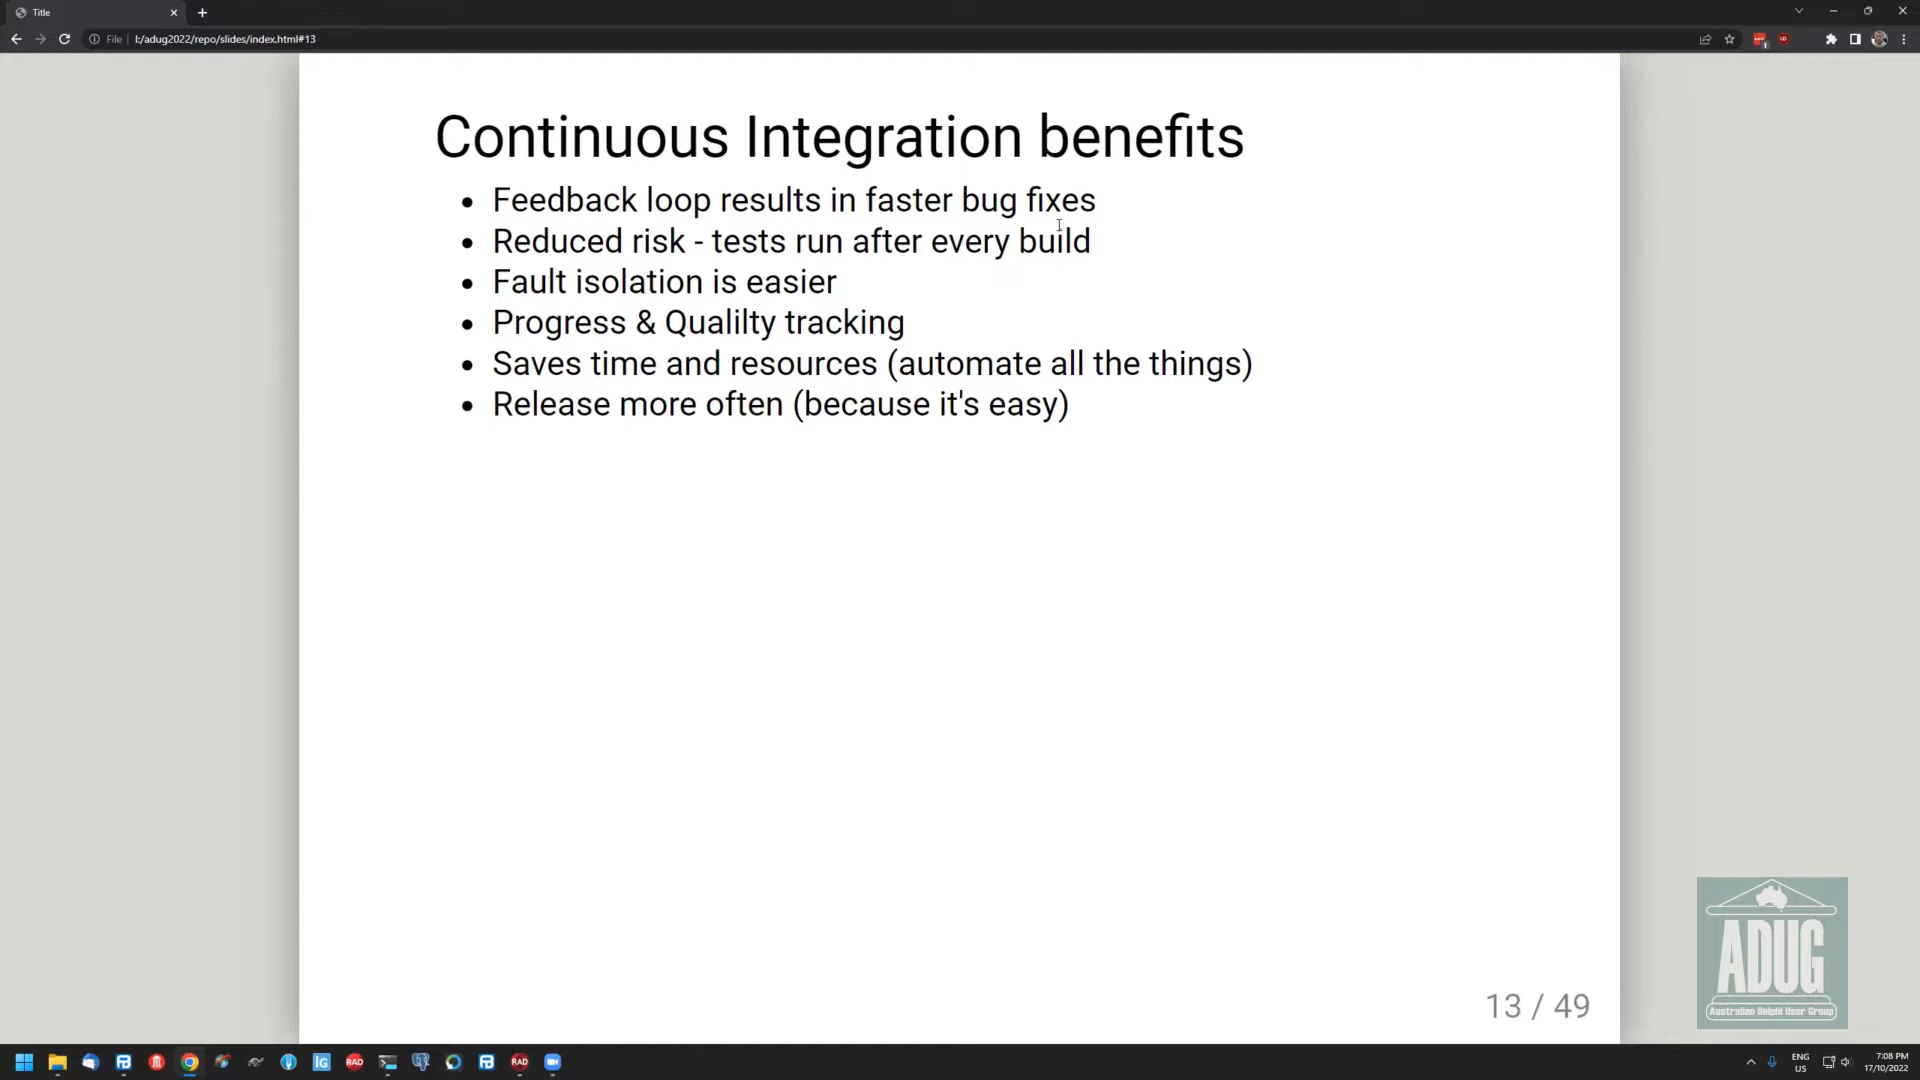 Title
File
I:/adug2022/repo/slides/index.html#13
Continuous Integration benefits
Feedback loop results in faster bug fixes
Reduced risk - tests run after every build
Fault isolation is easier
Progress & Qualilty tracking
Saves time and resources (automate all the things)
Release more often (because it's easy)
13 / 49
ADUG
Australian Delphi User Group
IG
RAD
RAD
ENG
US
7:08 PM
17/10/2022